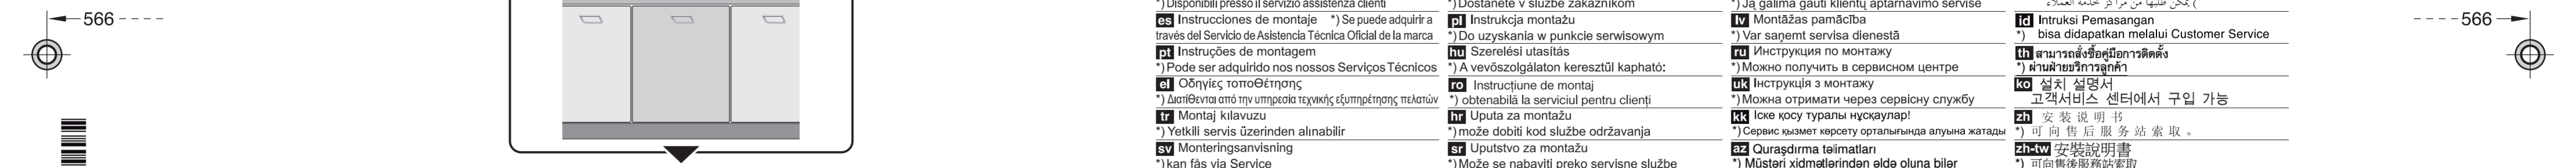 566
*) Disponibili presso il servizio assistenza clienti
es Instrucciones de montaje *) Se puede adquirir a
través del Servicio de Asistencia Técnica Oficial de la marca
pt Instruções de montagem
*) Pode ser adquirido nos nossos Serviços Técnicos
el Οδηγίες τοποθέτησης
*) Διατίθενται από την υπηρεσία τεχνικής εξυπηρέτησης πελατών
tr Montaj kılavuzu
*) Yetkili servis üzerinden alınabilir
sv Monteringsanvisning
*) kan fås via Service
*) Dostanete v službě zákazníkom
pl Instrukcja montażu
*) Do uzyskania w punkcie serwisowym
hu Szerelési utasítás
*) A vevőszolgálaton keresztűl kapható:
ro Instrucțiune de montaj
*) obtenabilă la serviciul pentru clienți
hr Uputa za montažu
*) može dobiti kod službe održavanja
sr Uputstvo za montažu
*) Može se nabaviti preko servisne službe
*) Ją galima gauti klientų aptarnavimo servise
lv Montāžas pamācība
*) Var saņemt servisa dienestā
ru Инструкция по монтажу
*) Можно получить в сервисном центре
uk Інструкція з монтажу
*) Можна отримати через сервісну службу
kk Іске қосу туралы нұсқаулар!
*) Сервис қызмет көрсету орталығында алуына жатады
az Quraşdırma təlimatları
*) Müştəri xidmətlərindən əldə oluna bilər
يمكن طلبها من مراكز خدمة العملاء (
id Intruksi Pemasangan
*) bisa didapatkan melalui Customer Service
th สามารถสั่งซื้อคู่มือการติดตั้ง
*) ผ่านฝ่ายบริการลูกค้า
ko 설치 설명서
고객서비스 센터에서 구입 가능
zh 安装说明书
*) 可向售后服务站索取。
zh-tw 安裝說明書
*) 可向售後服務站索取
566